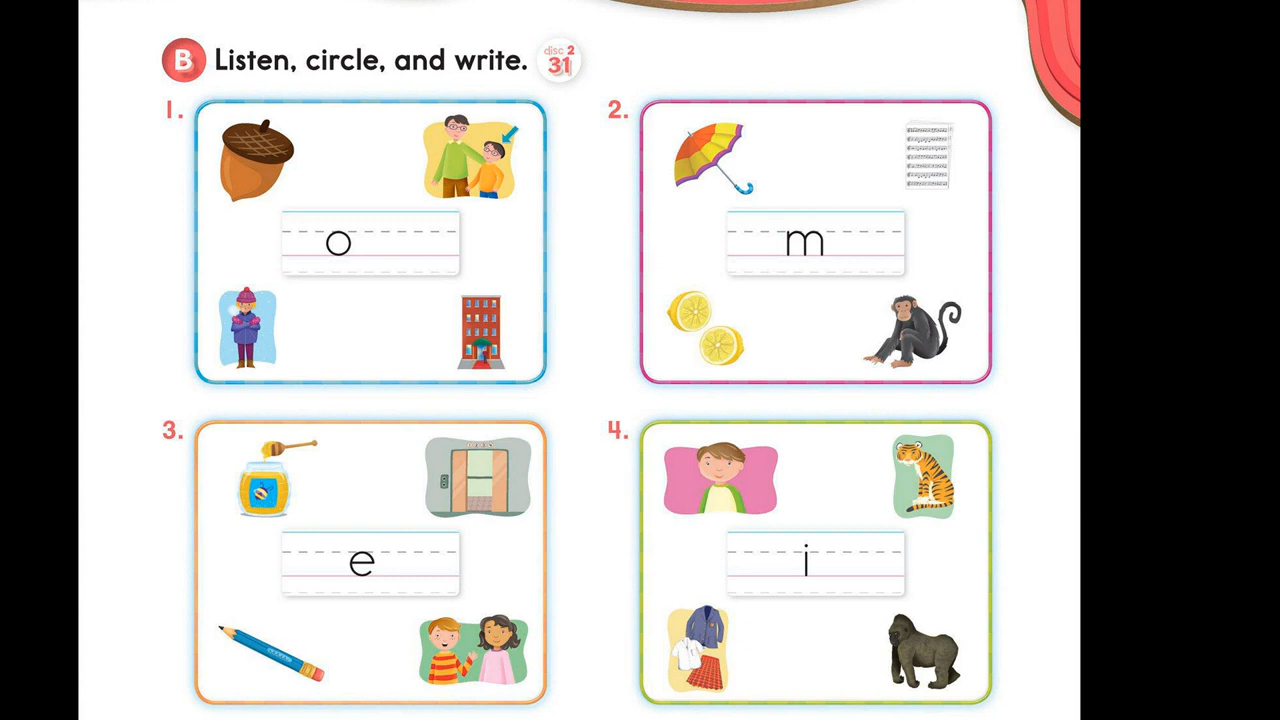 B Listen, circle, and write. disc 2 31
1.
o
2.
m
3.
e
4.
i